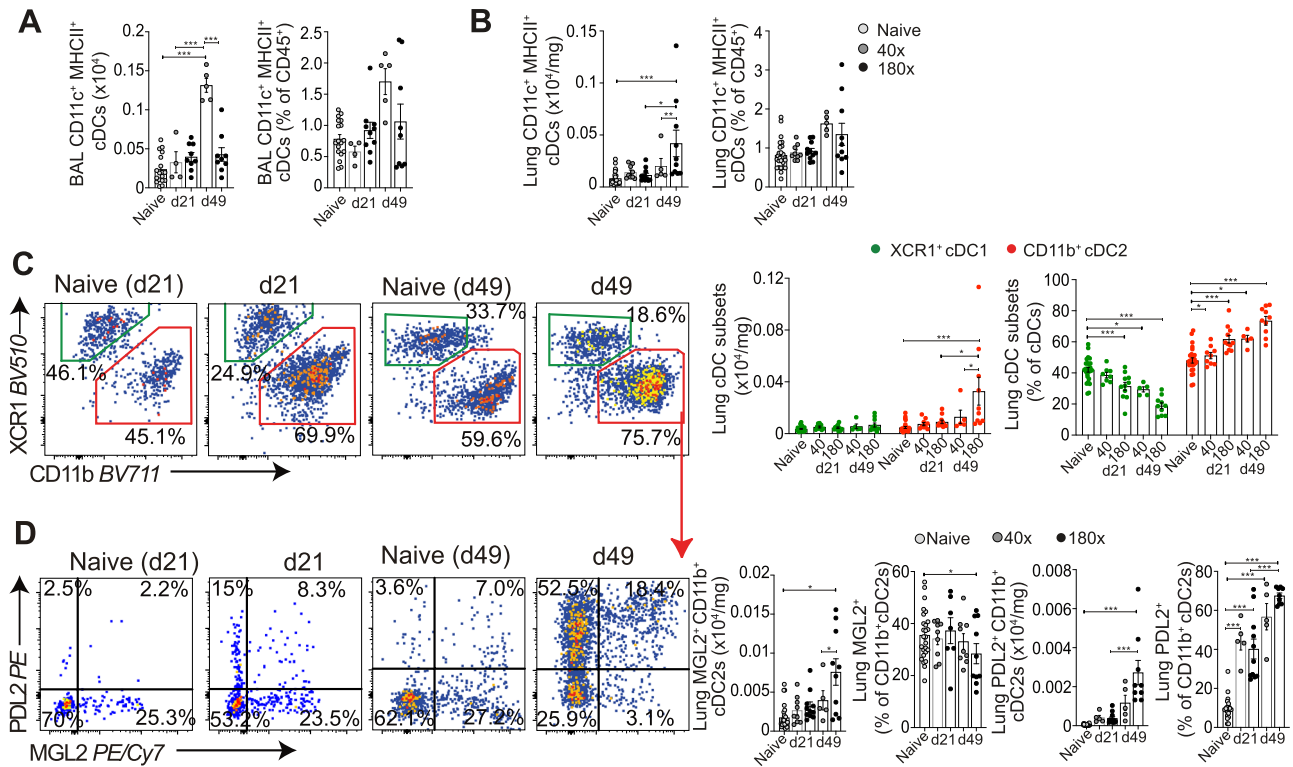 A
BAL CD11c⁺ MHCII⁺
cDCs (x10⁴)
0.2
0.15
0.1
0.05
0
***
***
***
Naive
d21
d49
BAL CD11c⁺ MHCII⁺
cDCs (% of CD45⁺)
2.5
2.0
1.5
1.0
0.5
0
Naive
d21
d49
B
Lung CD11c⁺ MHCII⁺
cDCs (x10⁴/mg)
0.15
0.1
0.05
0
***
*
**
Naive
d21
d49
Lung CD11c⁺ MHCII⁺
cDCs (% of CD45⁺)
4
3
2
1
0
Naive
d21
d49
Naive
40x
180x
C
XCR1 BV510
Naive (d21)
46.1%
45.1%
d21
24.9%
69.9%
Naive (d49)
33.7%
59.6%
d49
18.6%
75.7%
CD11b BV711
XCR1⁺ cDC1
CD11b⁺ cDC2
Lung cDC subsets
(x10⁴/mg)
0.12
0.08
0.04
0
***
*
*
Naive
40
180
d21
40
180
d49
Naive
40
180
d21
40
180
d49
Lung cDC subsets
(% of cDCs)
100
80
60
40
20
0
***
*
***
***
*
***
*
Naive
40
180
d21
40
180
d49
Naive
40
180
d21
40
180
d49
D
PDL2 PE
Naive (d21)
2.5%
2.2%
70%
25.3%
d21
15%
8.3%
53.2%
23.5%
Naive (d49)
3.6%
7.0%
62.1%
27.2%
d49
52.5%
18.4%
25.9%
3.1%
MGL2 PE/Cy7
Naive
40x
180x
Lung MGL2⁺ CD11b⁺
cDC2s (x10⁴/mg)
0.02
0.015
0.01
0.005
0
*
*
Naive
d21
d49
Lung MGL2⁺
(% of CD11b⁺cDC2s)
60
40
20
0
*
Naive
d21
d49
Lung PDL2⁺ CD11b⁺
cDC2s (x10⁴/mg)
0.008
0.006
0.004
0.002
0
***
***
Naive
d21
d49
Lung PDL2⁺
(% of CD11b⁺ cDC2s)
80
60
40
20
0
***
***
***
***
***
Naive
d21
d49